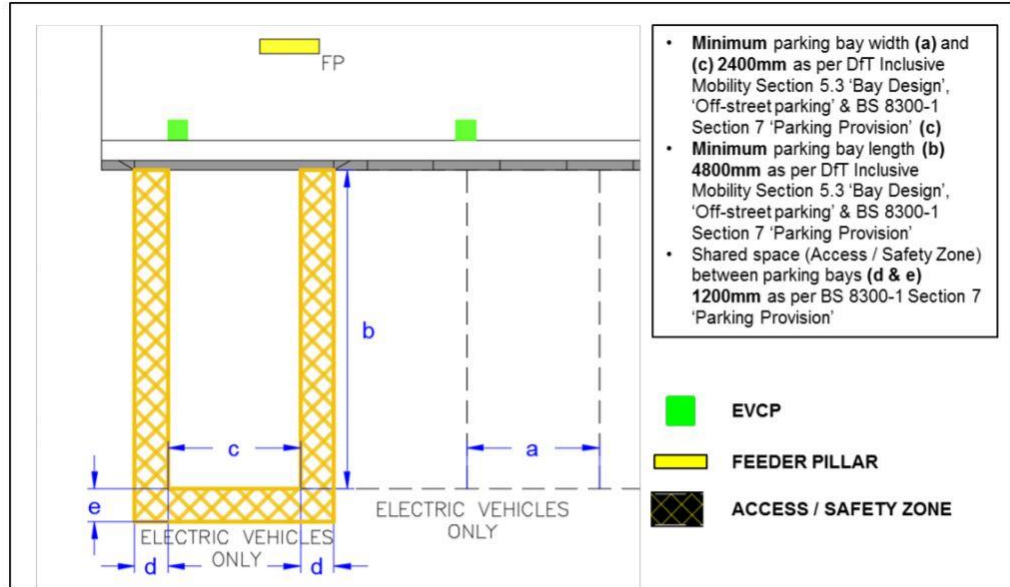 FP
• Minimum parking bay width (a) and
(c) 2400mm as per DfT Inclusive
Mobility Section 5.3 ‘Bay Design’,
‘Off-street parking’ & BS 8300-1
Section 7 ‘Parking Provision’ (c)
• Minimum parking bay length (b)
4800mm as per DfT Inclusive
Mobility Section 5.3 ‘Bay Design’,
‘Off-street parking’ & BS 8300-1
Section 7 ‘Parking Provision’
• Shared space (Access / Safety Zone)
between parking bays (d & e)
1200mm as per BS 8300-1 Section 7
‘Parking Provision’
b
c
a
e
ELECTRIC VEHICLES
ONLY
ELECTRIC VEHICLES
ONLY
d
d
EVCP
FEEDER PILLAR
ACCESS / SAFETY ZONE